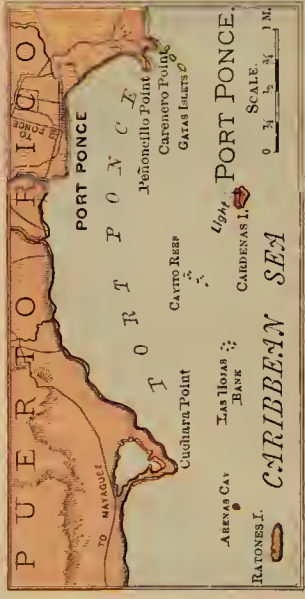 PUERTO RICO
TO PONCE
TO MAYAGUEZ
PORT PONCE
PORT PONCE
Peñoncillo Point
Carenero Point
GATAS ISLETS
Cuchara Point
CAYITO REEF
Light
CARDENAS I.
LAS HOJAS
BANK
ARENAS CAY
RATONES I.
CARIBBEAN SEA
PORT PONCE.
SCALE.
0 ¼ ½ ¾ 1 M.